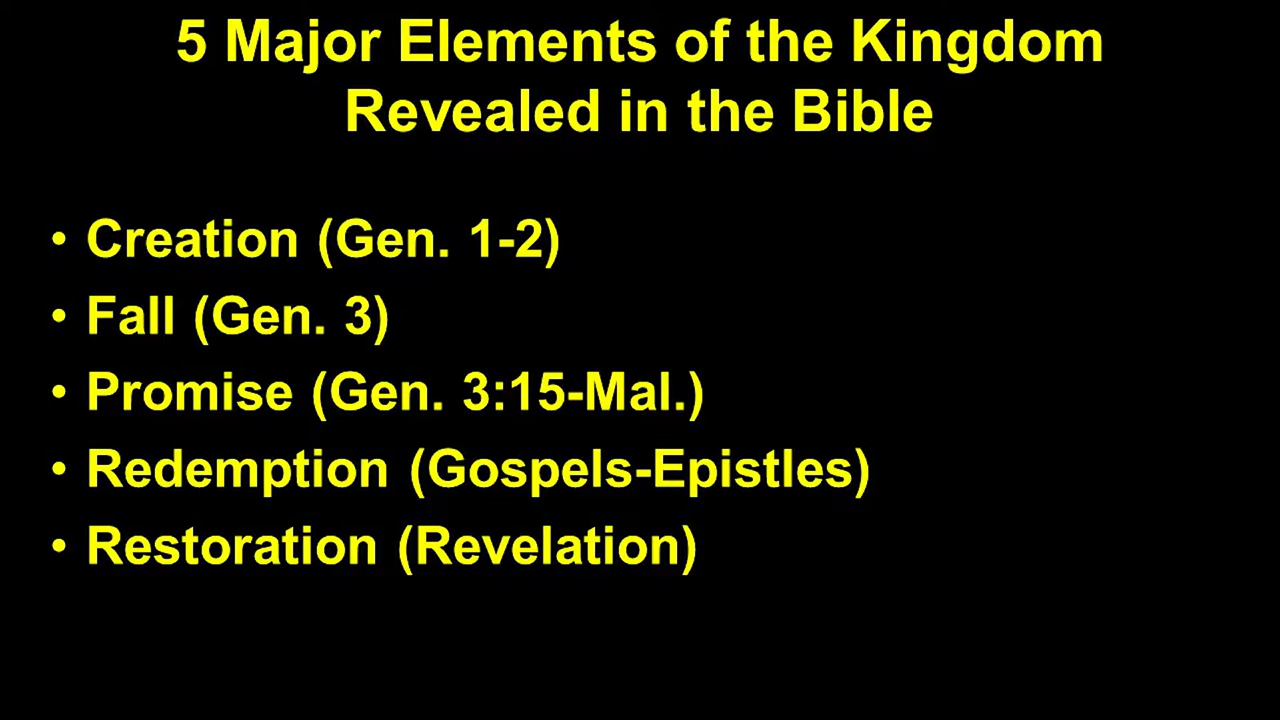 5 Major Elements of the Kingdom
Revealed in the Bible
• Creation (Gen. 1-2)
• Fall (Gen. 3)
• Promise (Gen. 3:15-Mal.)
• Redemption (Gospels-Epistles)
• Restoration (Revelation)